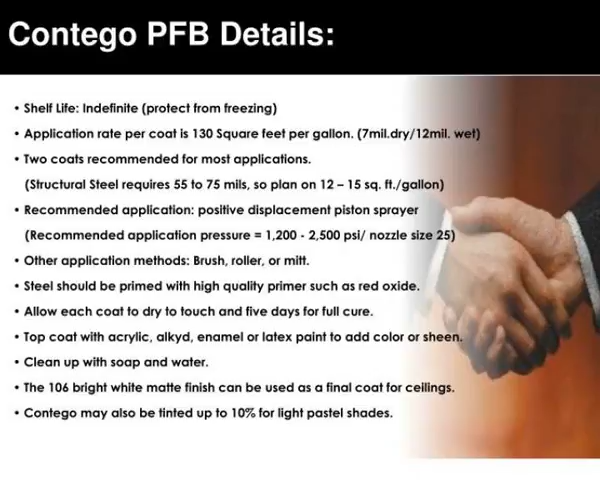 Contego PFB Details:
• Shelf Life: Indefinite (protect from freezing)
• Application rate per coat is 130 Square feet per gallon. (7mil.dry/12mil. wet)
• Two coats recommended for most applications.
(Structural Steel requires 55 to 75 mils, so plan on 12 – 15 sq. ft./gallon)
• Recommended application: positive displacement piston sprayer
(Recommended application pressure = 1,200 - 2,500 psi/ nozzle size 25)
• Other application methods: Brush, roller, or mitt.
• Steel should be primed with high quality primer such as red oxide.
• Allow each coat to dry to touch and five days for full cure.
• Top coat with acrylic, alkyd, enamel or latex paint to add color or sheen.
• Clean up with soap and water.
• The 106 bright white matte finish can be used as a final coat for ceilings.
• Contego may also be tinted up to 10% for light pastel shades.